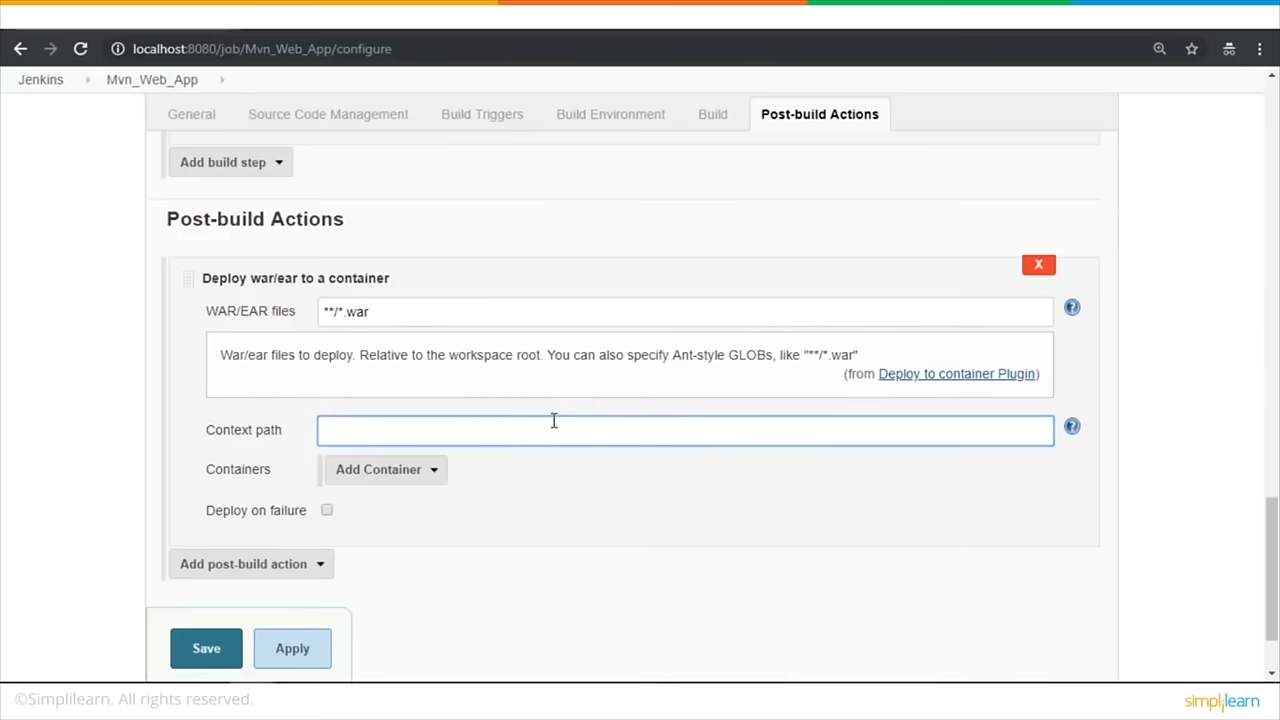 localhost:8080/job/Mvn_Web_App/configure
Jenkins Mvn_Web_App
General Source Code Management Build Triggers Build Environment Build Post-build Actions
Add build step
Post-build Actions
Deploy war/ear to a container
X
WAR/EAR files **/*.war
War/ear files to deploy. Relative to the workspace root. You can also specify Ant-style GLOBs, like "**/*.war"
(from Deploy to container Plugin)
Context path
Containers Add Container
Deploy on failure
Add post-build action
Save Apply
©Simplilearn. All rights reserved.
simplilearn